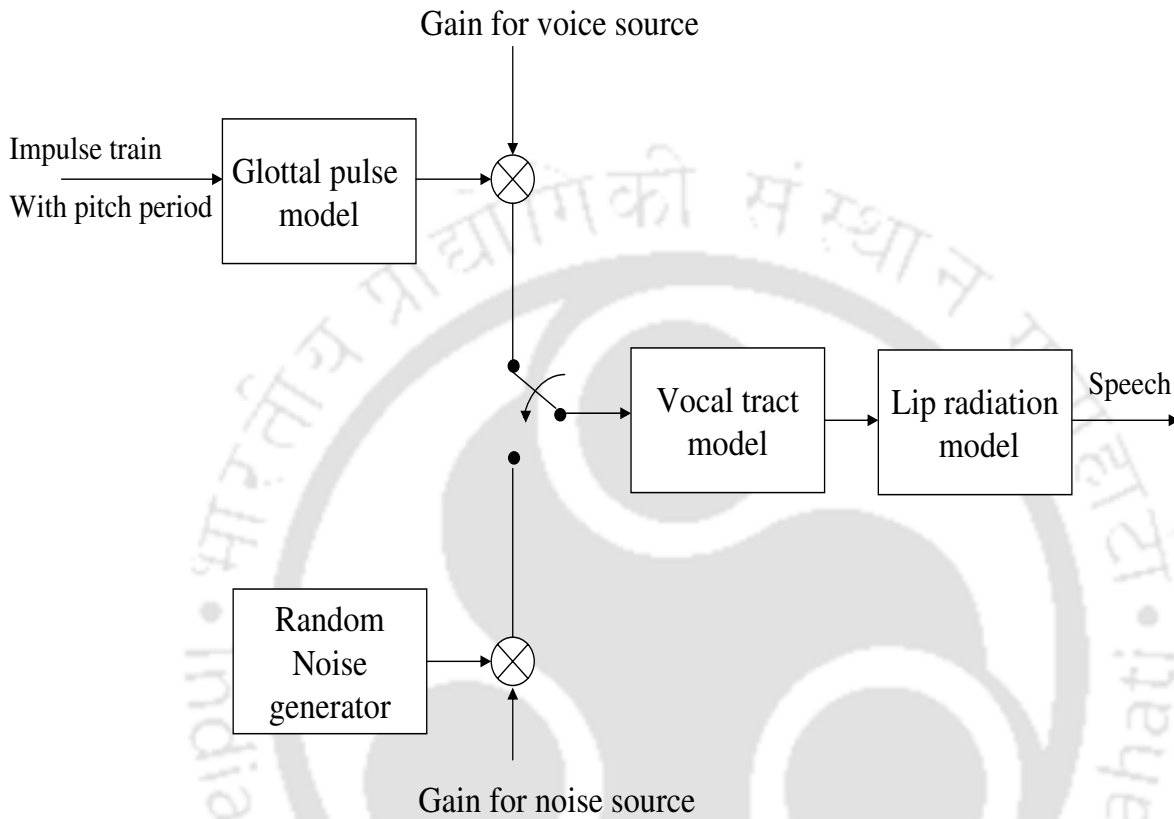 Gain for voice source
Impulse train
With pitch period
Glottal pulse
model
Vocal tract
model
Lip radiation
model
Speech
Random
Noise
generator
Gain for noise source
भारतीय प्रौद्योगिकी संस्थान